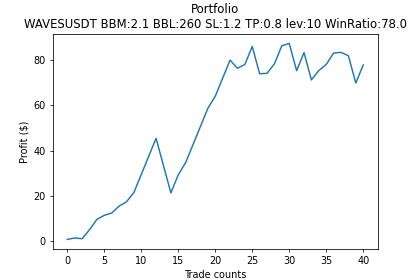 Portfolio
WAVESUSDT BBM:2.1 BBL:260 SL:1.2 TP:0.8 lev:10 WinRatio:78.0
Profit ($)
80
60
40
20
0
0 5 10 15 20 25 30 35 40
Trade counts